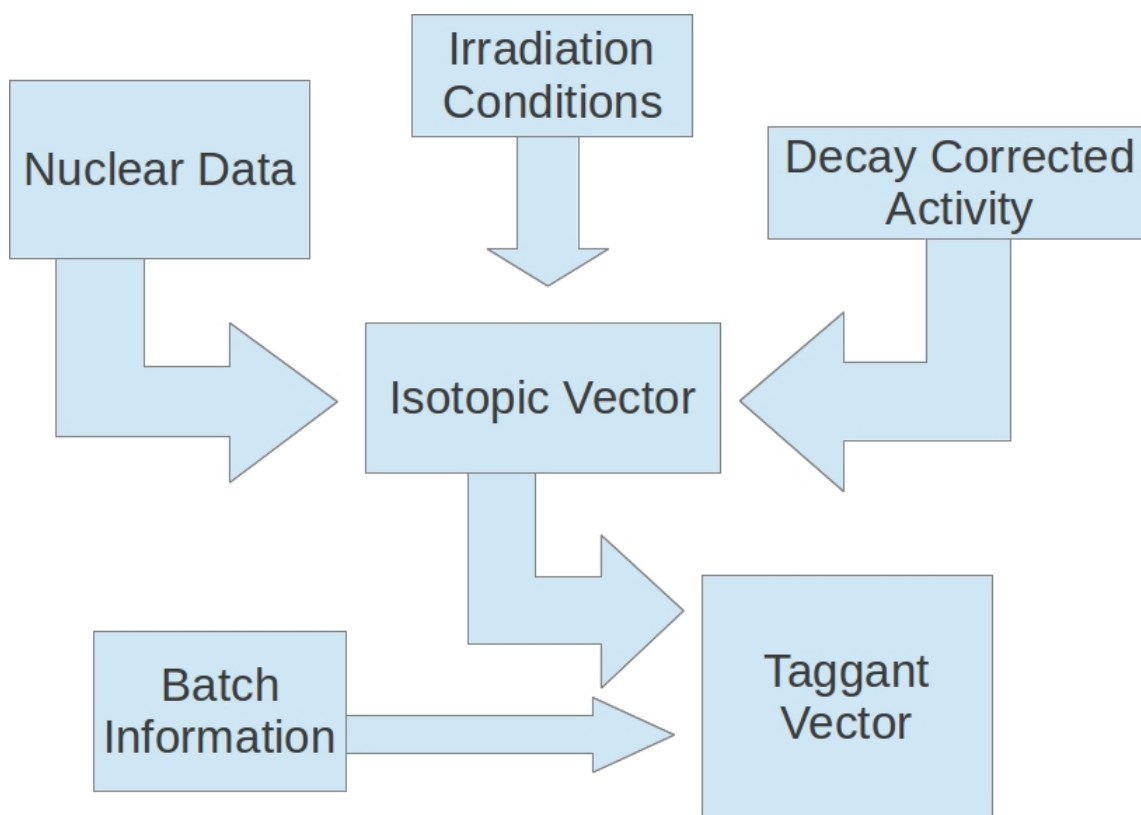 Irradiation
Conditions
Nuclear Data
Decay Corrected
Activity
Isotopic Vector
Batch
Information
Taggant
Vector